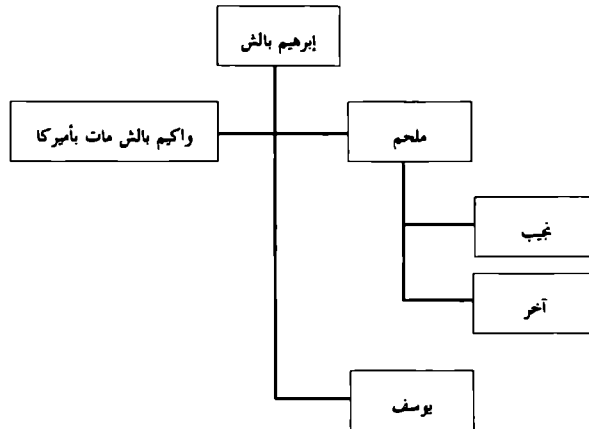 إبرهيم بالش
ملحم
واكيم بالش مات بأميركا
نجيب
آخر
يوسف